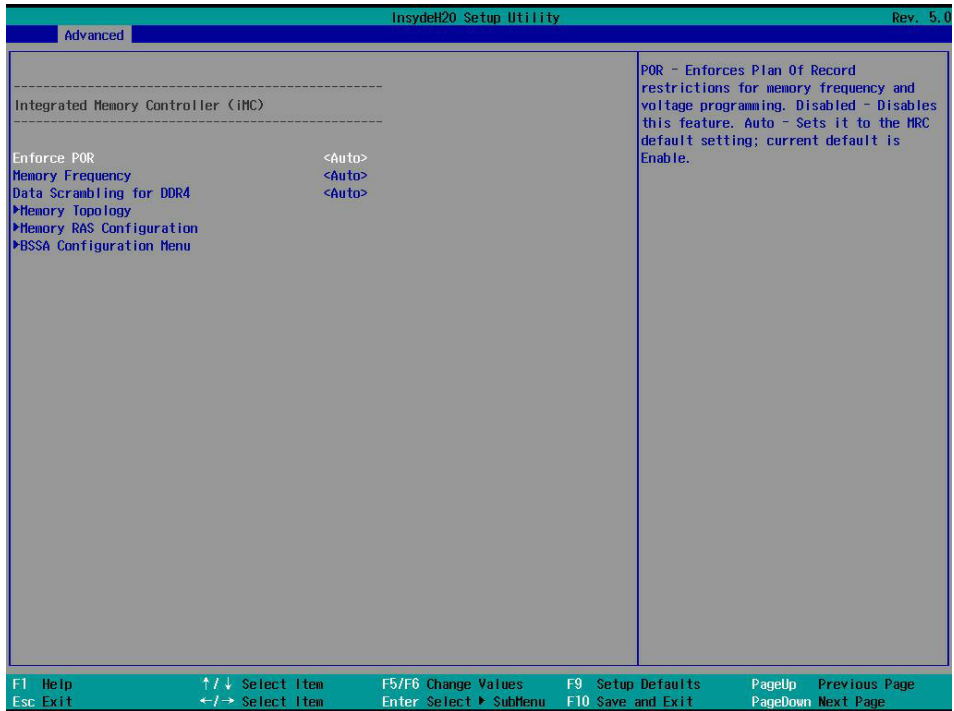 InsydeH20 Setup Utility Rev. 5.0
Advanced
------------------------------------------------
Integrated Memory Controller (iMC)
------------------------------------------------
Enforce POR <Auto>
Memory Frequency <Auto>
Data Scrambling for DDR4 <Auto>
▶Memory Topology
▶Memory RAS Configuration
▶BSSA Configuration Menu
POR - Enforces Plan Of Record
restrictions for memory frequency and
voltage programming. Disabled - Disables
this feature. Auto - Sets it to the MRC
default setting; current default is
Enable.
F1 Help ↑/↓ Select Item F5/F6 Change Values F9 Setup Defaults PageUp Previous Page
Esc Exit ←/→ Select Item Enter Select ▶ SubMenu F10 Save and Exit PageDown Next Page